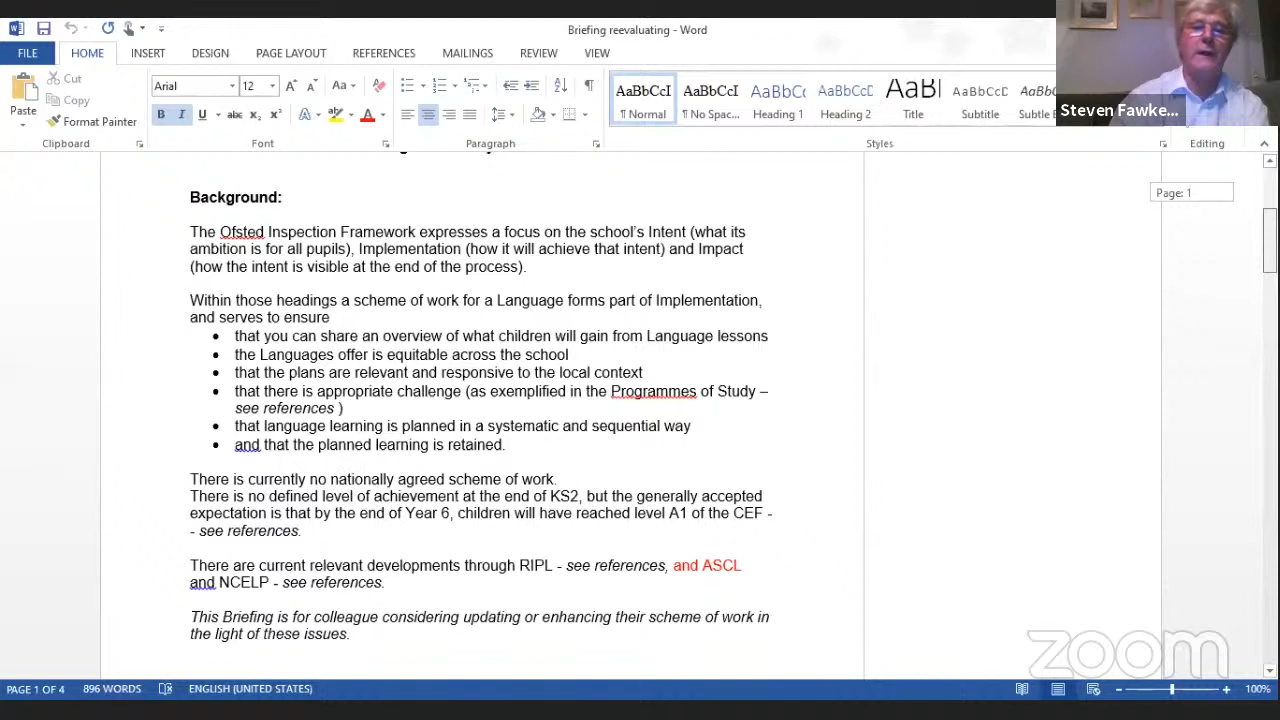 Briefing reevaluating - Word
FILE HOME INSERT DESIGN PAGE LAYOUT REFERENCES MAILINGS REVIEW VIEW
Cut
Copy
Format Painter
Paste
Arial 12
AaBbCcI AaBbCcI AaBbCc AaBbCcI AaBl AaBbCcI
¶ Normal ¶ No Spac... Heading 1 Heading 2 Title Subtitle
Steven Fawke...
Clipboard Font Paragraph Styles Editing
Page: 1
Background:
The Ofsted Inspection Framework expresses a focus on the school's Intent (what its
ambition is for all pupils), Implementation (how it will achieve that intent) and Impact
(how the intent is visible at the end of the process).
Within those headings a scheme of work for a Language forms part of Implementation,
and serves to ensure
• that you can share an overview of what children will gain from Language lessons
• the Languages offer is equitable across the school
• that the plans are relevant and responsive to the local context
• that there is appropriate challenge (as exemplified in the Programmes of Study –
see references )
• that language learning is planned in a systematic and sequential way
• and that the planned learning is retained.
There is currently no nationally agreed scheme of work.
There is no defined level of achievement at the end of KS2, but the generally accepted
expectation is that by the end of Year 6, children will have reached level A1 of the CEF -
- see references.
There are current relevant developments through RIPL - see references, and ASCL
and NCELP - see references.
This Briefing is for colleague considering updating or enhancing their scheme of work in
the light of these issues.
zoom
PAGE 1 OF 4 896 WORDS ENGLISH (UNITED STATES) 100%